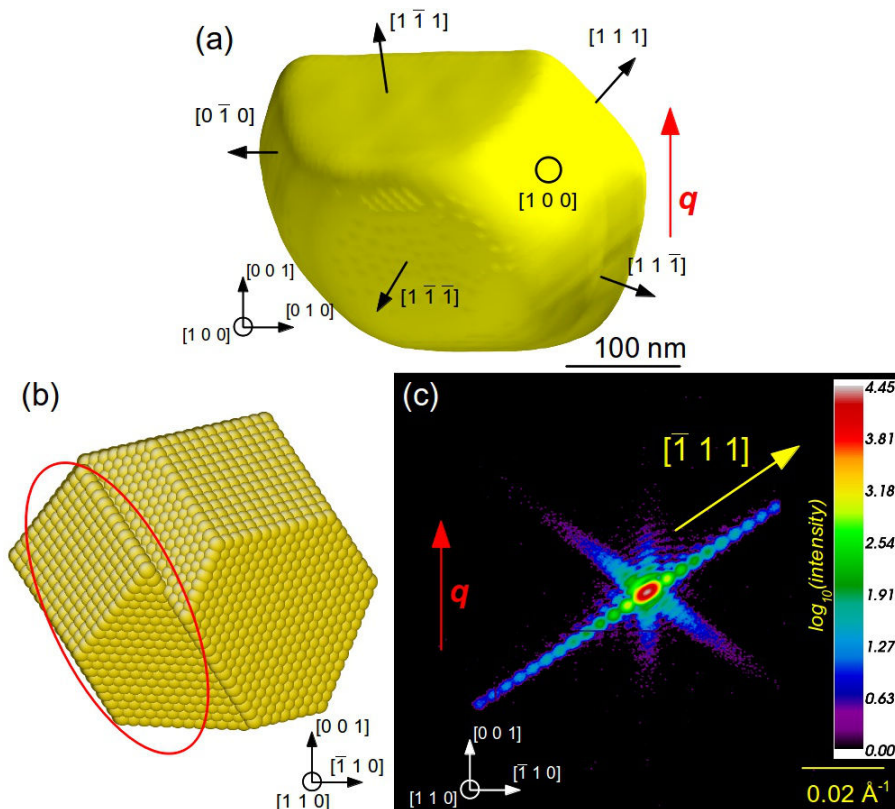 (a)
[1 1̅ 1]
[1 1 1]
[0 1̅ 0]
[1 0 0]
q
[1 1 1̅]
[1 1̅ 1̅]
[0 0 1]
[0 1 0]
[1 0 0]
100 nm
(b)
[0 0 1]
[1̅ 1 0]
[1 1 0]
(c)
[1̅ 1 1]
q
4.45
3.81
3.18
2.54
1.91
1.27
0.63
0.00
log₁₀(intensity)
[0 0 1]
[1̅ 1 0]
[1 1 0]
0.02 Å⁻¹